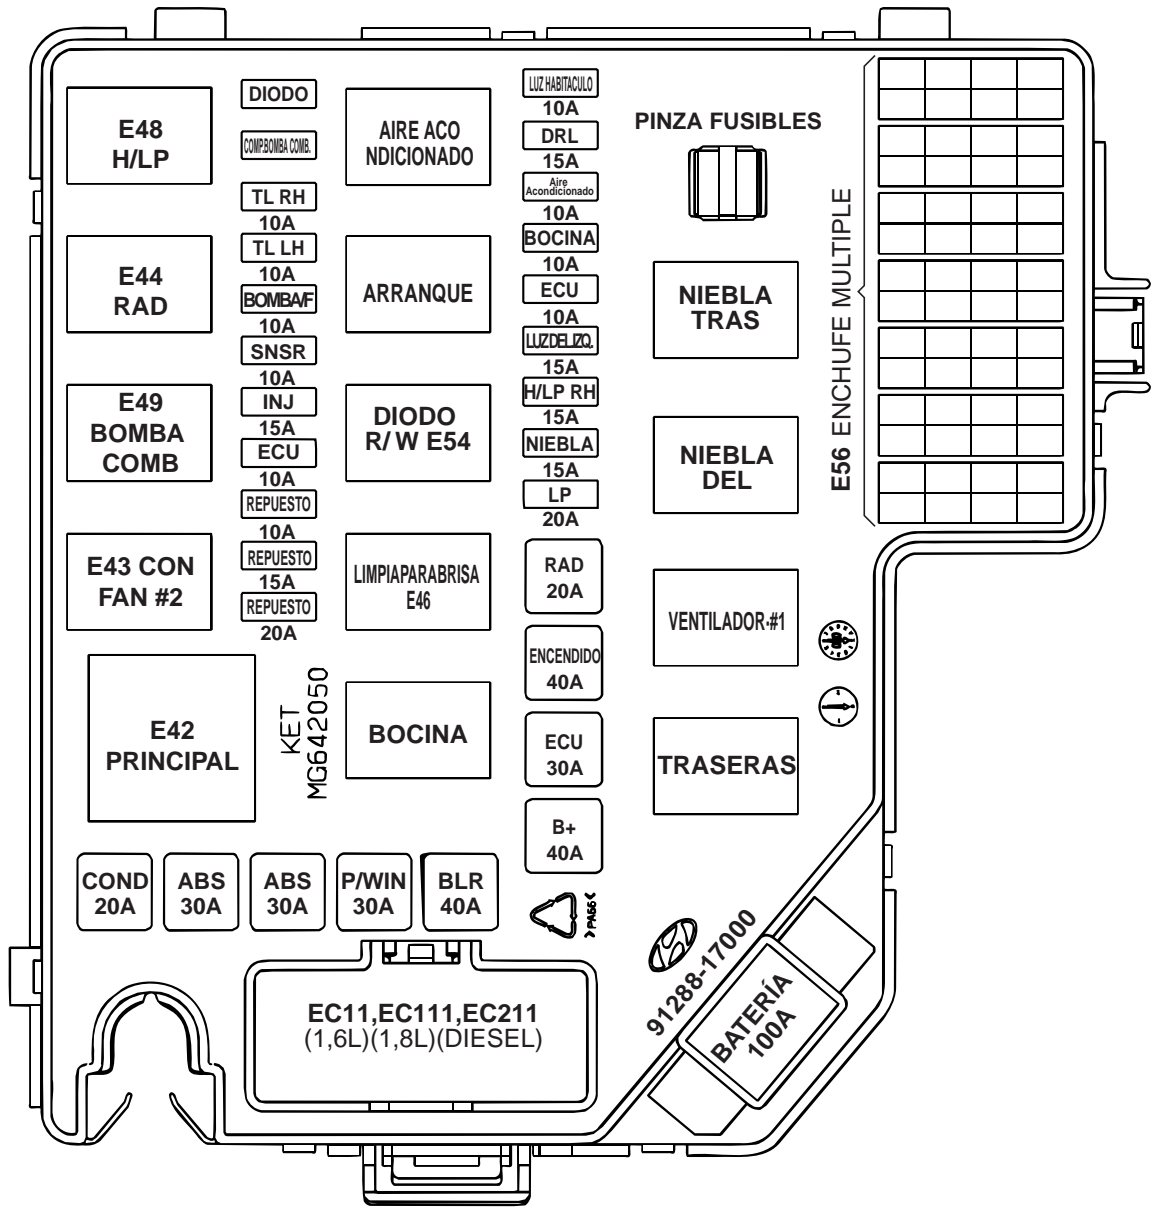 E48
H/LP
E44
RAD
E49
BOMBA
COMB
E43 CON
FAN #2
E42
PRINCIPAL
DIODO
COMP.BOMBA COMB.
TL RH
10A
TL LH
10A
BOMBA/F
10A
SNSR
10A
INJ
15A
ECU
10A
REPUESTO
10A
REPUESTO
15A
REPUESTO
20A
KET
MG642050
AIRE ACO
NDICIONADO
ARRANQUE
DIODO
R/ W E54
LIMPIAPARABRISA
E46
BOCINA
LUZ HABITACULO
10A
DRL
15A
Aire
Acondicionado
10A
BOCINA
10A
ECU
10A
LUZ DEL.IZQ.
15A
H/LP RH
15A
NIEBLA
15A
LP
20A
RAD
20A
ENCENDIDO
40A
ECU
30A
B+
40A
PINZA FUSIBLES
NIEBLA
TRAS
NIEBLA
DEL
VENTILADOR-#1
TRASERAS
E56 ENCHUFE MULTIPLE
COND
20A
ABS
30A
ABS
30A
P/WIN
30A
BLR
40A
>PA66<
EC11,EC111,EC211
(1,6L)(1,8L)(DIESEL)
91288-17000
BATERÍA
100A